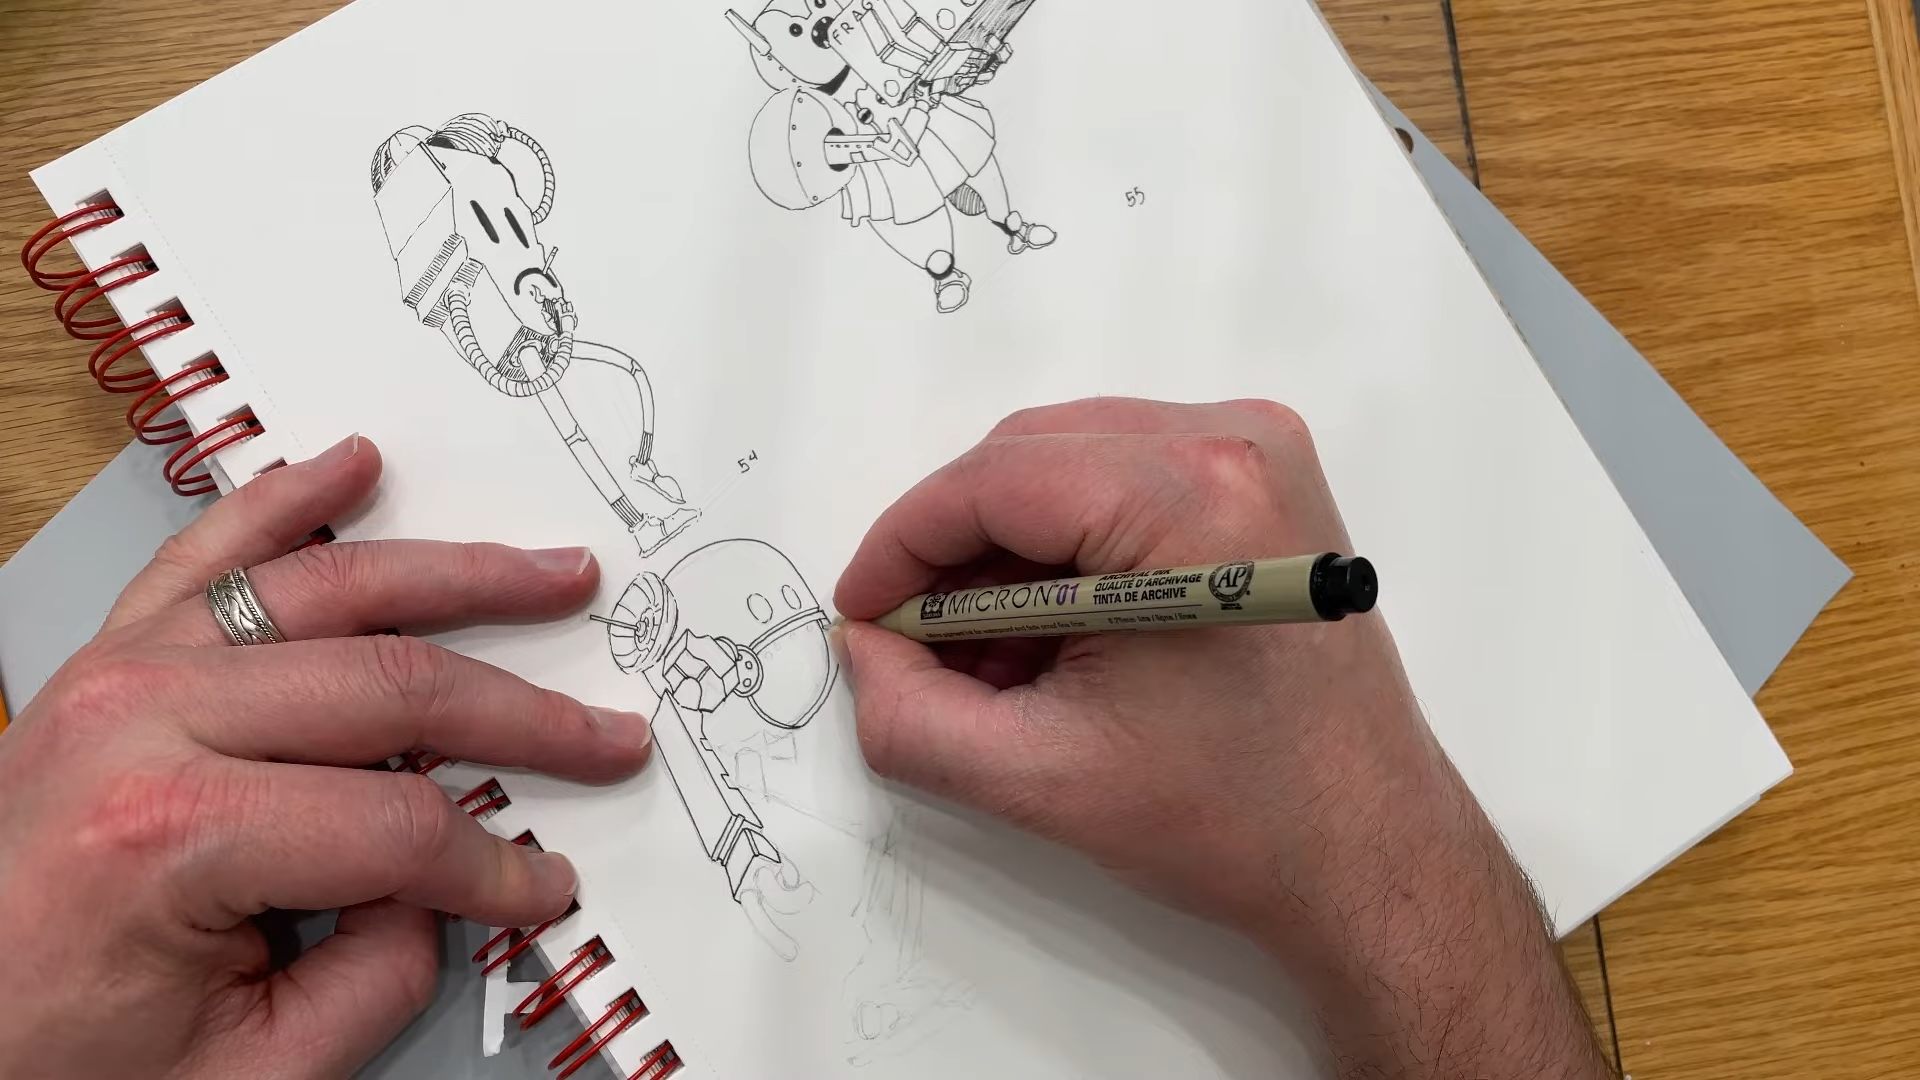 FRAG
55
54
MICRON 01
ARCHIVAL INK
QUALITÉ D'ARCHIVAGE
TINTA DE ARCHIVE
AP